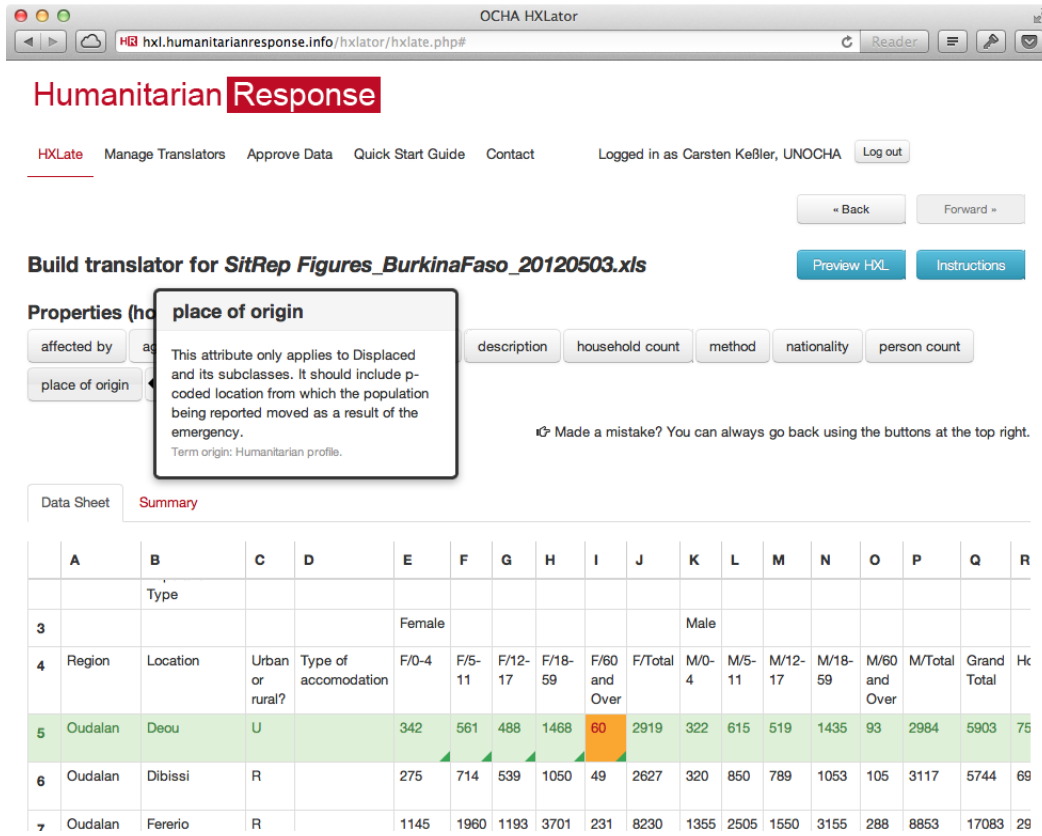 OCHA HXLator
HR hxl.humanitarianresponse.info/hxlator/hxlate.php# Reader
Humanitarian Response
HXLate Manage Translators Approve Data Quick Start Guide Contact Logged in as Carsten Keßler, UNOCHA Log out
« Back Forward »
Build translator for SitRep Figures_BurkinaFaso_20120503.xls Preview HXL Instructions
Properties (ho
affected by ag description household count method nationality person count
place of origin
place of origin
This attribute only applies to Displaced
and its subclasses. It should include p-
coded location from which the population
being reported moved as a result of the
emergency.
Term origin: Humanitarian profile.
Made a mistake? You can always go back using the buttons at the top right.
Data Sheet Summary
A B C D E F G H I J K L M N O P Q R
Type
3 Female Male
4 Region Location Urban or rural? Type of accomodation F/0-4 F/5-11 F/12-17 F/18-59 F/60 and Over F/Total M/0-4 M/5-11 M/12-17 M/18-59 M/60 and Over M/Total Grand Total Ho
5 Oudalan Deou U 342 561 488 1468 60 2919 322 615 519 1435 93 2984 5903 75
6 Oudalan Dibissi R 275 714 539 1050 49 2627 320 850 789 1053 105 3117 5744 69
7 Oudalan Fererio R 1145 1960 1193 3701 231 8230 1355 2505 1550 3155 288 8853 17083 29